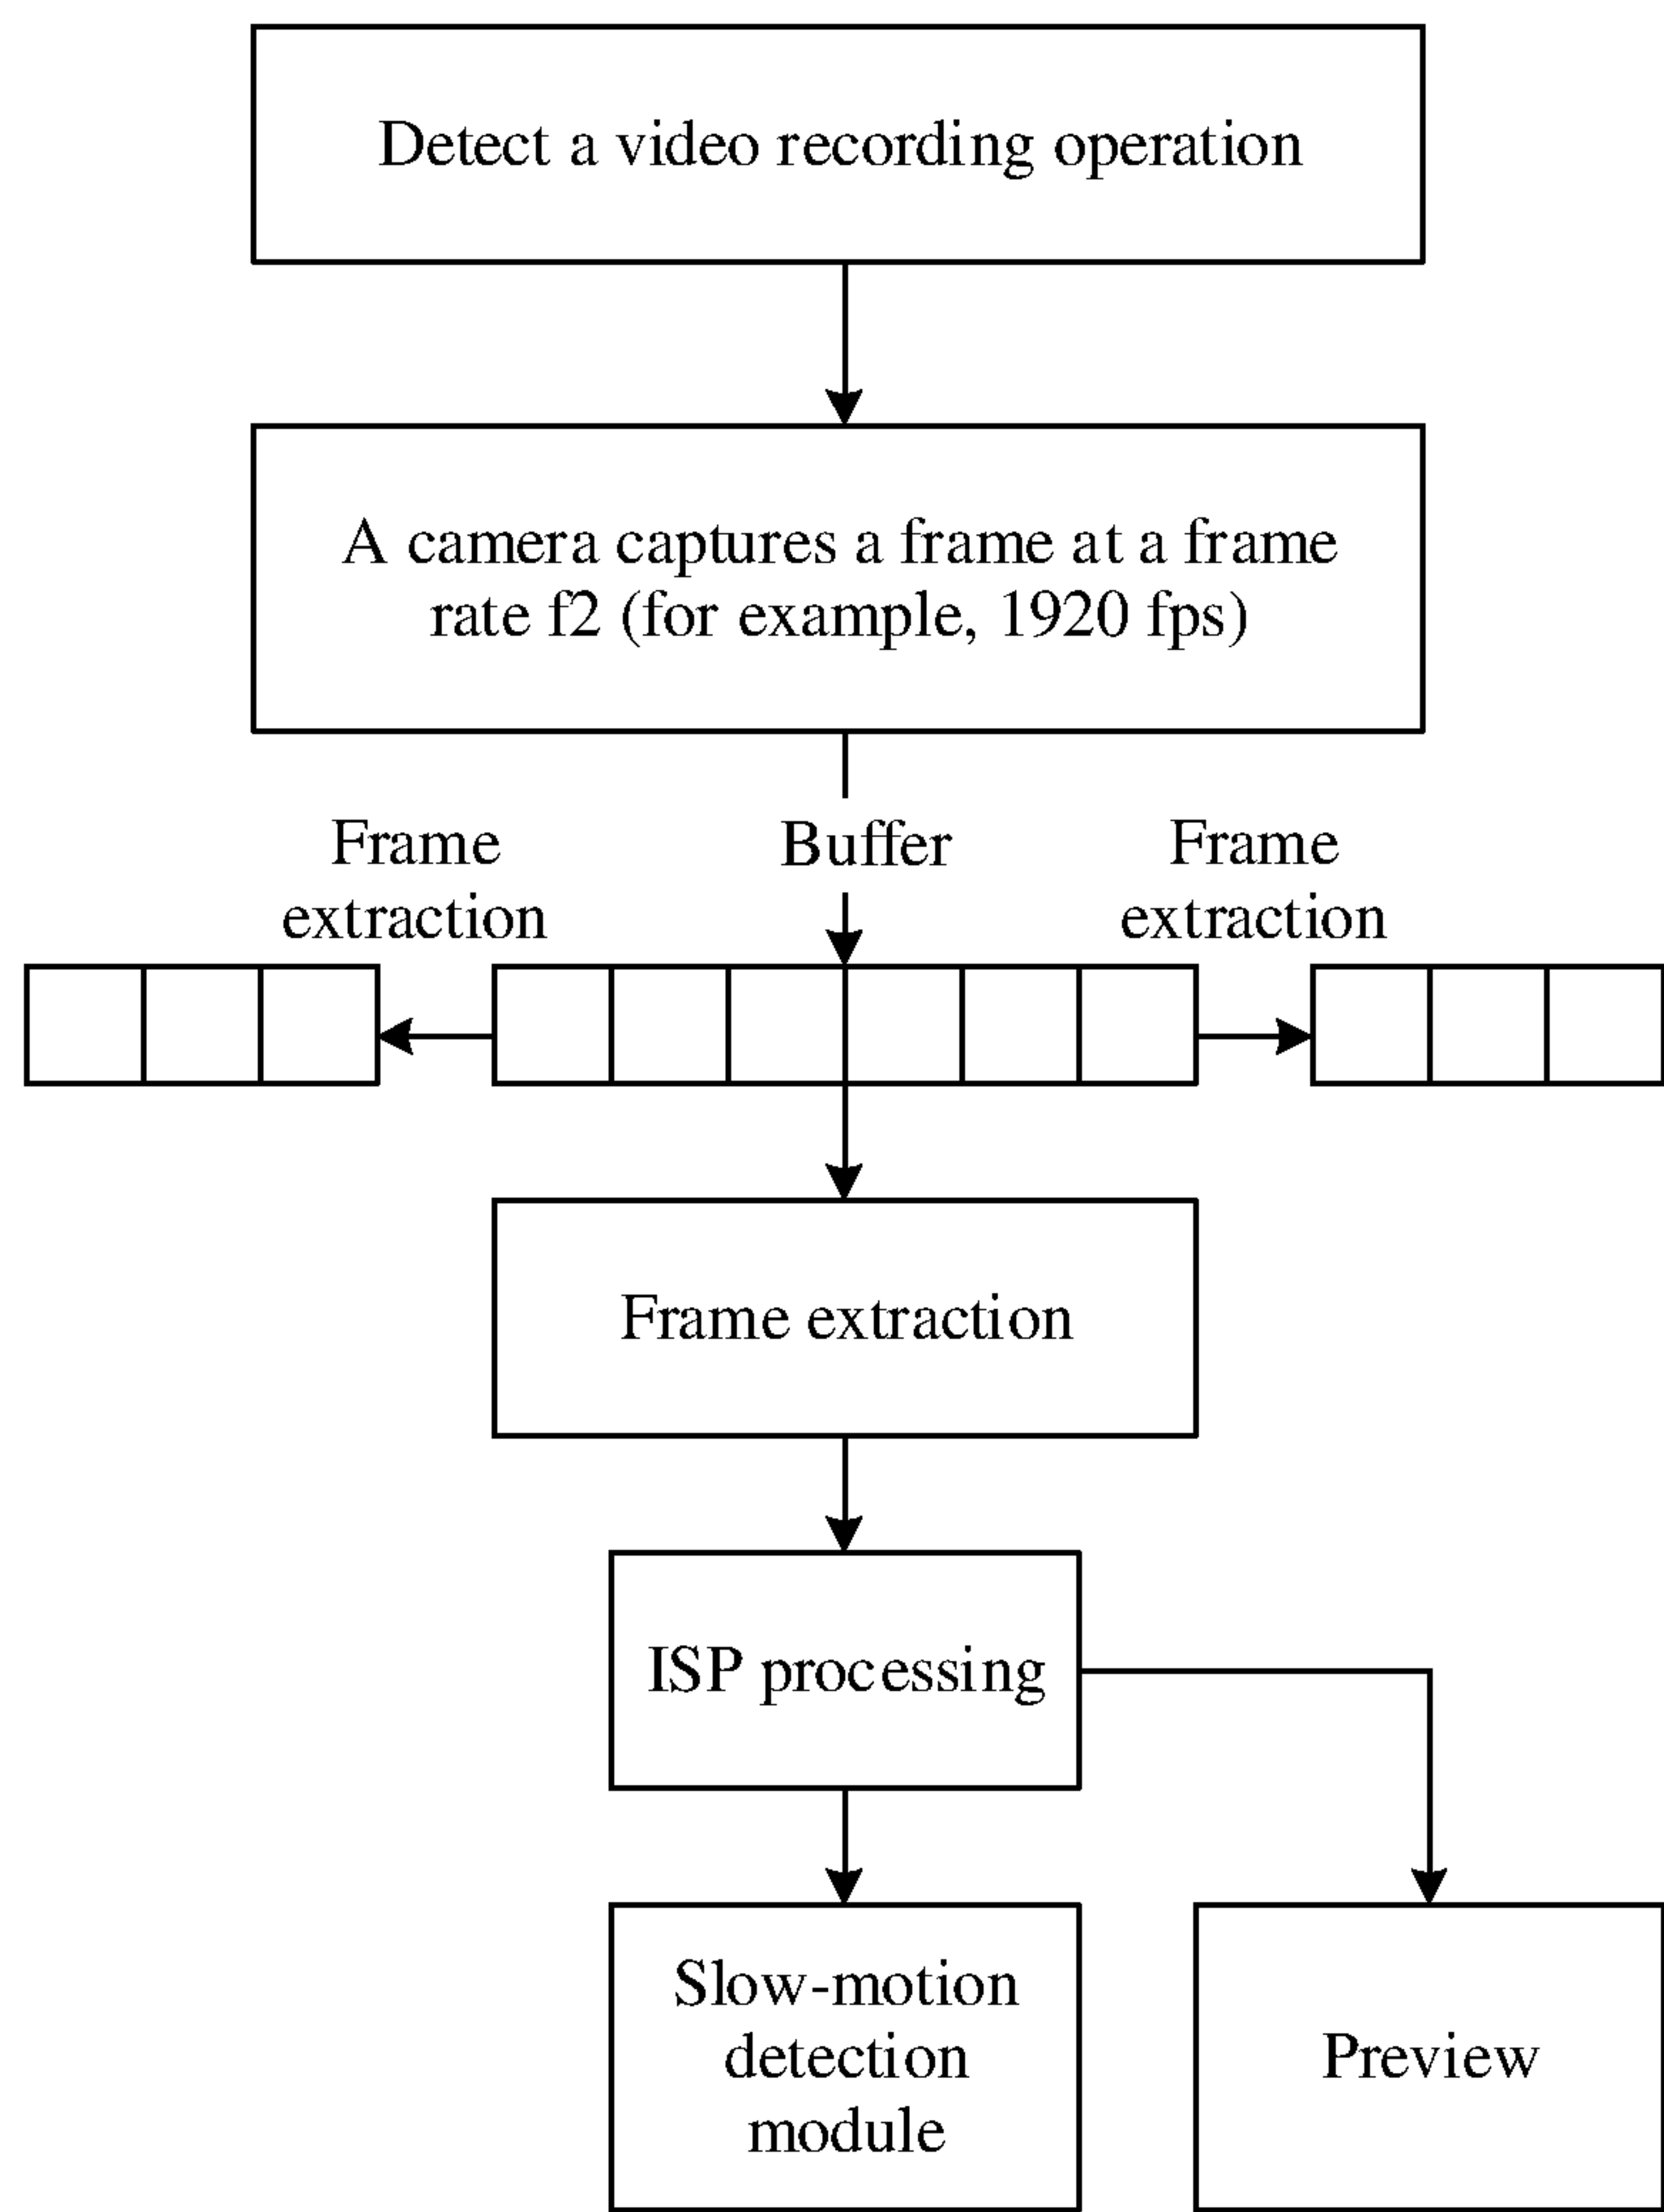 Detect a video recording operation
A camera captures a frame at a frame
rate f2 (for example, 1920 fps)
Frame
extraction
Buffer
Frame
extraction
Frame extraction
ISP processing
Slow-motion
detection
module
Preview